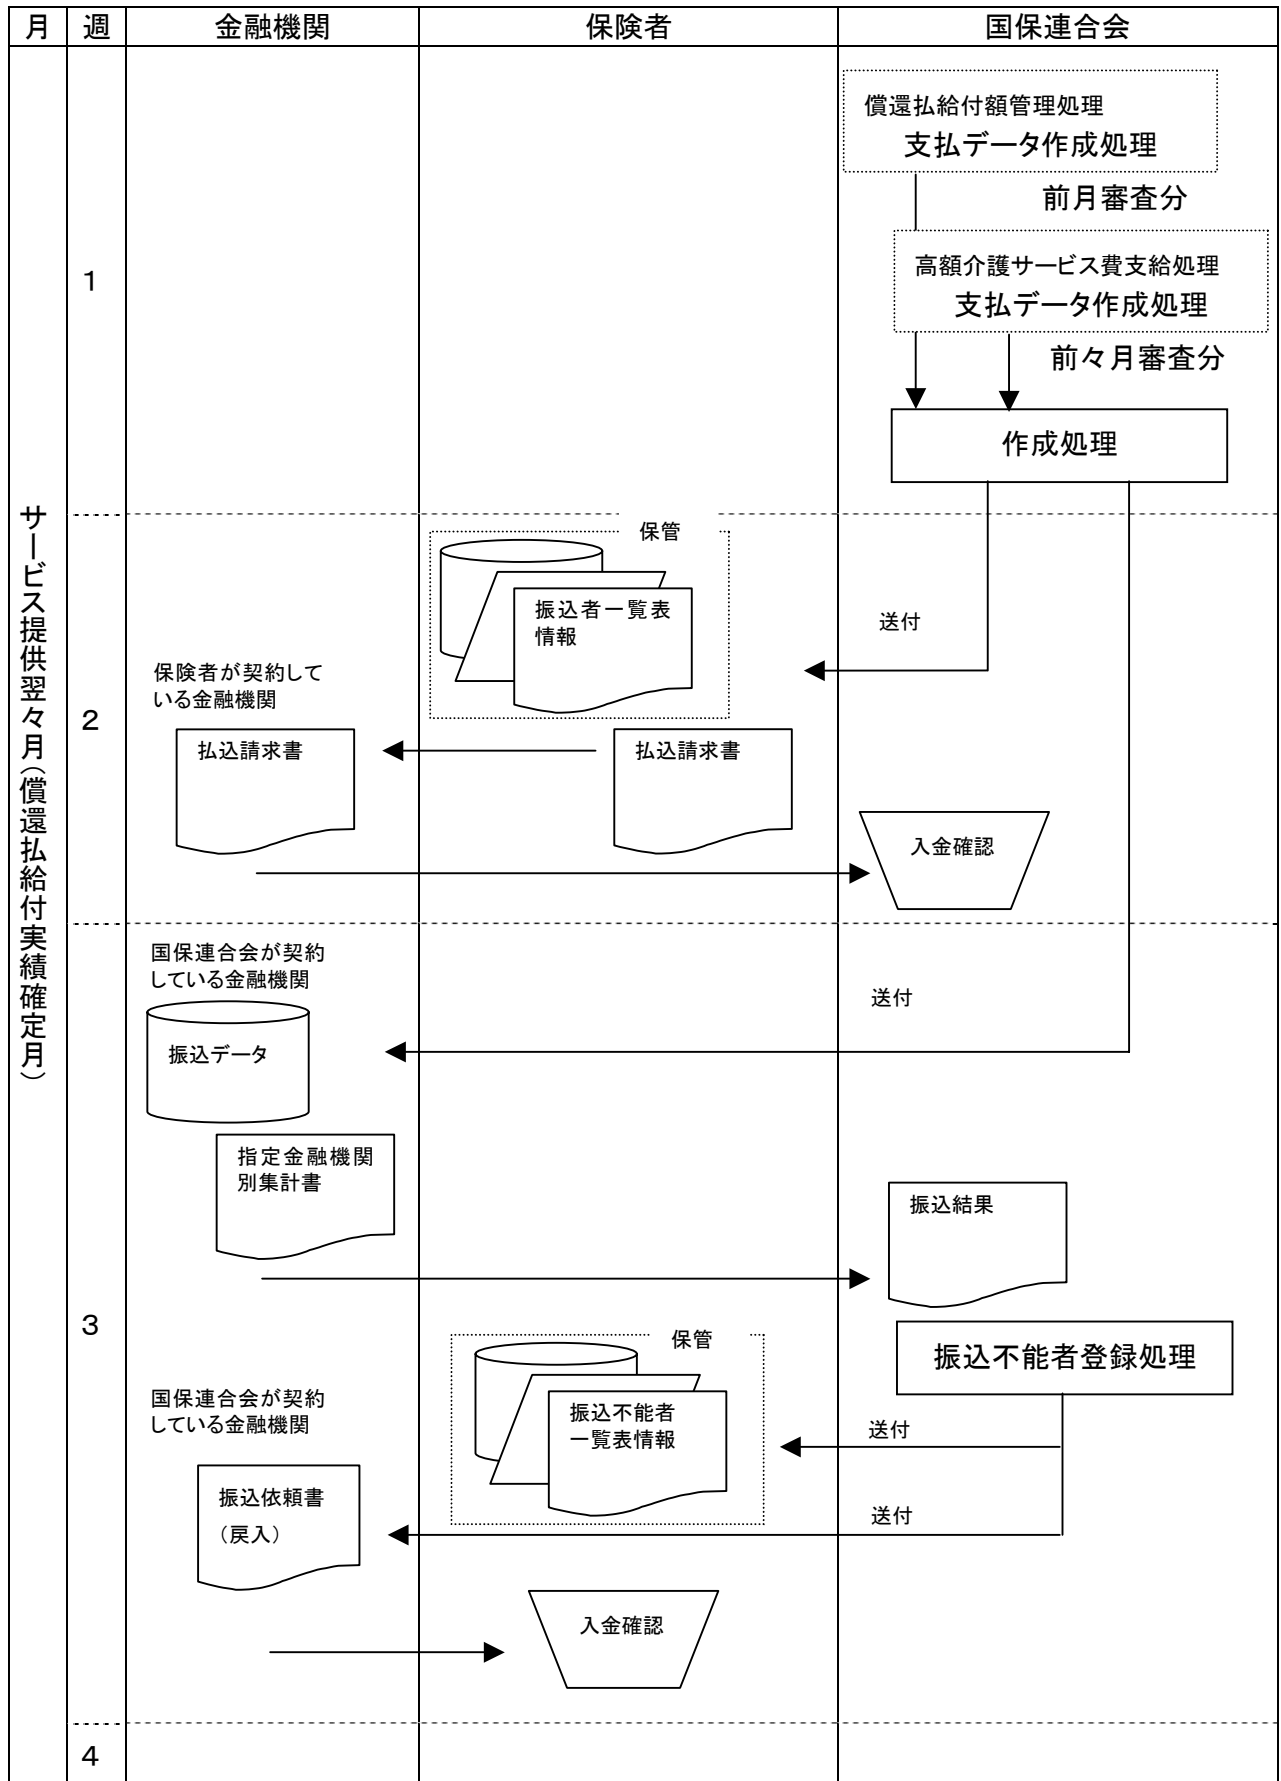 月
週
金融機関
保険者
国保連合会
サービス提供翌々月（償還払給付実績確定月）
1
償還払給付額管理処理
支払データ作成処理
前月審査分
高額介護サービス費支給処理
支払データ作成処理
前々月審査分
作成処理
2
保管
振込者一覧表
情報
送付
保険者が契約して
いる金融機関
払込請求書
払込請求書
入金確認
3
国保連合会が契約
している金融機関
送付
振込データ
指定金融機関
別集計書
振込結果
保管
振込不能者登録処理
国保連合会が契約
している金融機関
振込不能者
一覧表情報
送付
振込依頼書
（戻入）
送付
入金確認
4